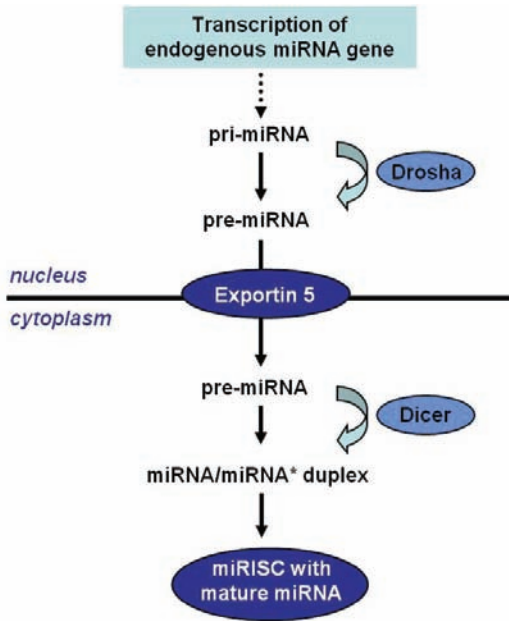 Transcription of
endogenous miRNA gene
pri-miRNA
Drosha
pre-miRNA
nucleus
Exportin 5
cytoplasm
pre-miRNA
Dicer
miRNA/miRNA* duplex
miRISC with
mature miRNA